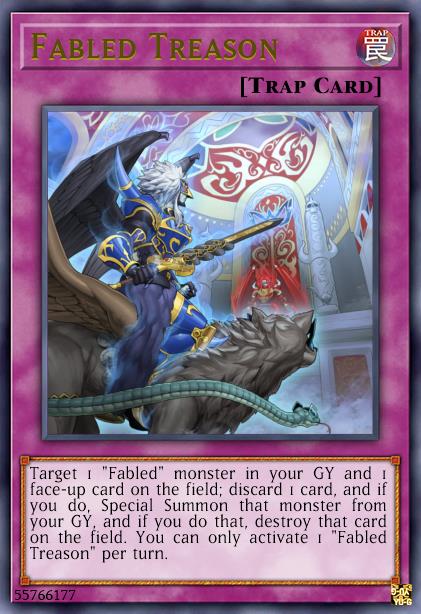 Fabled Treason
TRAP
罠
[Trap Card]
Target 1 "Fabled" monster in your GY and 1
face-up card on the field; discard 1 card, and if
you do, Special Summon that monster from
your GY, and if you do that, destroy that card
on the field. You can only activate 1 "Fabled
Treason" per turn.
55766177